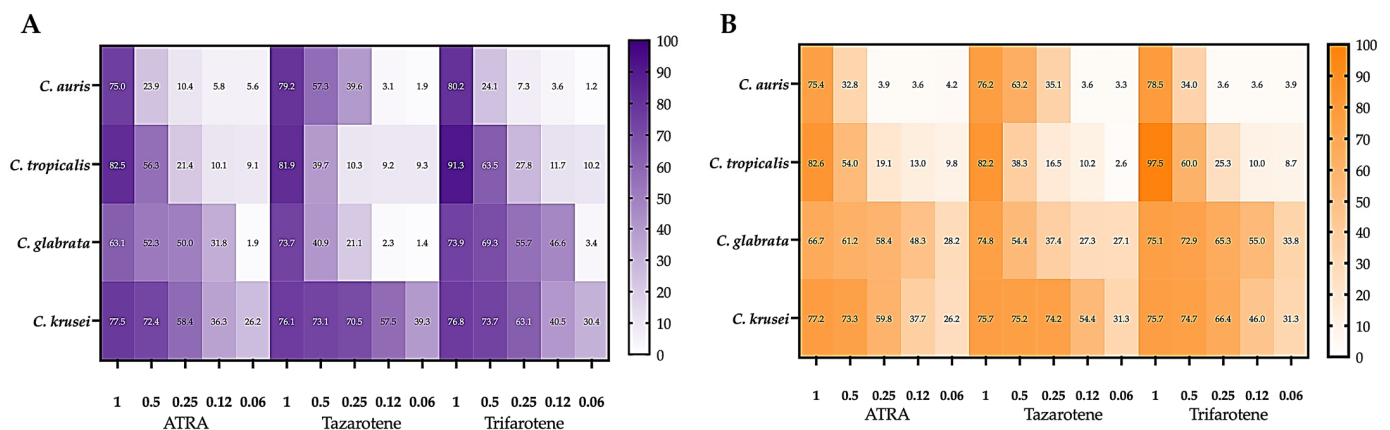 A
C. auris 75.0 23.9 10.4 5.8 5.6 79.2 57.3 39.6 3.1 1.9 80.2 24.1 7.3 3.6 1.2
C. tropicalis 82.5 56.3 21.4 10.1 9.1 81.9 39.7 10.3 9.2 9.3 91.3 63.5 27.8 11.7 10.2
C. glabrata 63.1 52.3 50.0 31.8 1.9 73.7 40.9 21.1 2.3 1.4 73.9 69.3 55.7 46.6 3.4
C. krusei 77.5 72.4 58.4 36.3 26.2 76.1 73.1 70.5 57.5 39.3 76.8 73.7 63.1 40.5 30.4
1 0.5 0.25 0.12 0.06 1 0.5 0.25 0.12 0.06 1 0.5 0.25 0.12 0.06
ATRA Tazarotene Trifarotene
100
90
80
70
60
50
40
30
20
10
0
B
C. auris 75.4 32.8 3.9 3.6 4.2 76.2 63.2 35.1 3.6 3.3 78.5 34.0 3.6 3.6 3.9
C. tropicalis 82.6 54.0 19.1 13.0 9.8 82.2 38.3 16.5 10.2 2.6 97.5 60.0 25.3 10.0 8.7
C. glabrata 66.7 61.2 58.4 48.3 28.2 74.8 54.4 37.4 27.3 27.1 75.1 72.9 65.3 55.0 33.8
C. krusei 77.2 73.3 59.8 37.7 26.2 75.7 75.2 74.2 54.4 31.3 75.7 74.7 66.4 46.0 31.3
1 0.5 0.25 0.12 0.06 1 0.5 0.25 0.12 0.06 1 0.5 0.25 0.12 0.06
ATRA Tazarotene Trifarotene
100
90
80
70
60
50
40
30
20
10
0